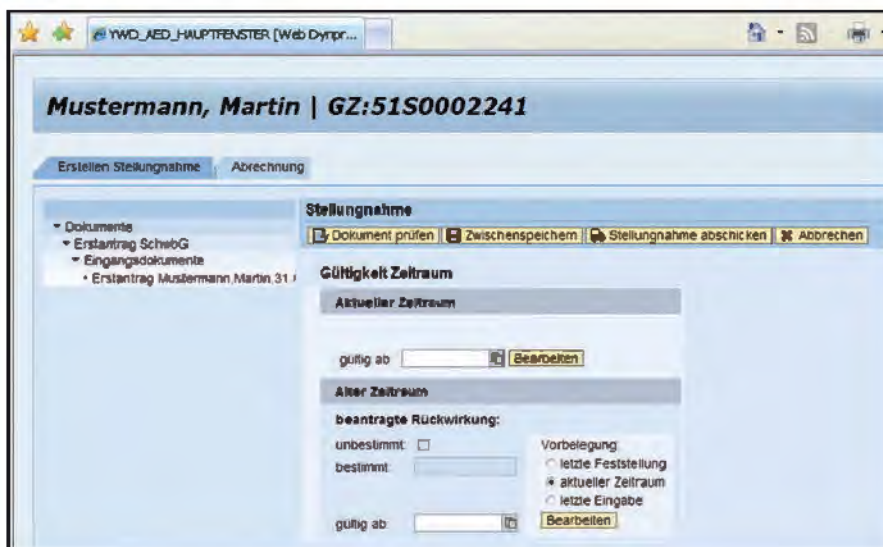 YWD_AED_HAUPTFENSTER [Web Dynpr...
Mustermann, Martin | GZ:51S0002241
Erstellen Stellungnahme
Abrechnung
Dokumente
Erstantrag SchwbG
Eingangsdokumente
Erstantrag Mustermann,Martin,31
Stellungnahme
Dokument prüfen Zwischenspeichern Stellungnahme abschicken Abbrechen
Gültigkeit Zeitraum
Aktueller Zeitraum
gültig ab Bearbeiten
Alter Zeitraum
beantragte Rückwirkung:
unbestimmt:
bestimmt:
gültig ab
Vorbelegung
letzte Feststellung
aktueller Zeitraum
letzte Eingabe
Bearbeiten